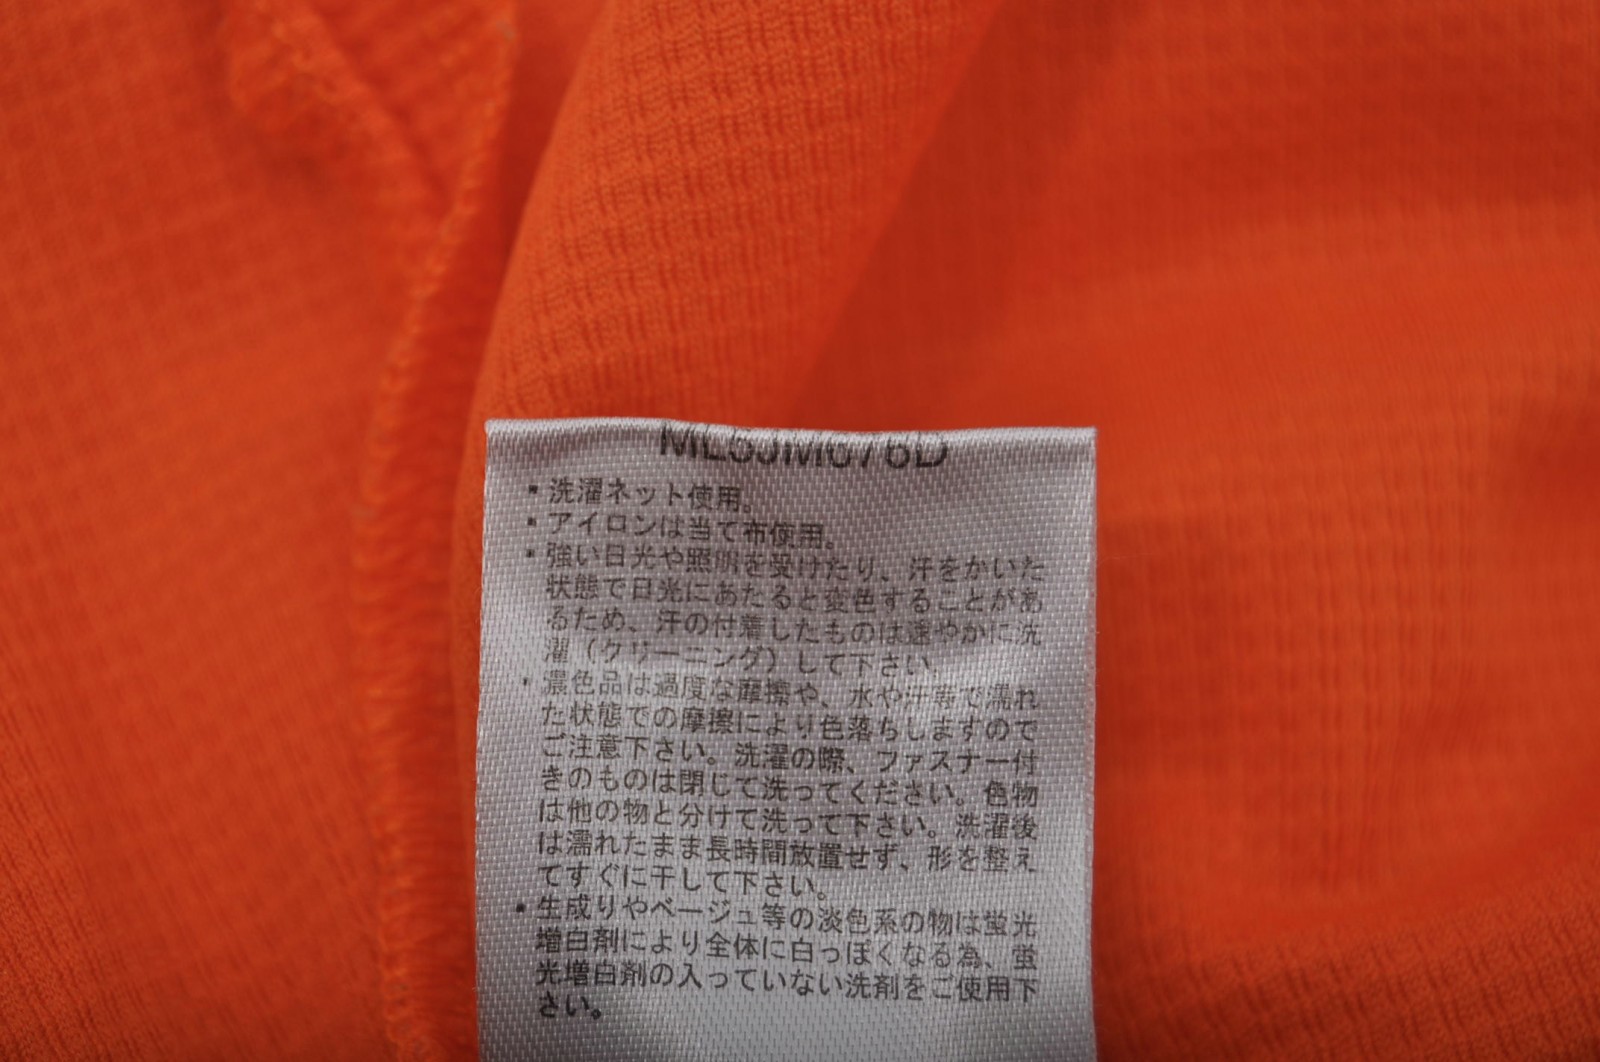 ML5JM676D
・洗濯ネット使用。
・アイロンは当て布使用。
・強い日光や照明を受けたり、汗をかいた
状態で日光にあたると変色することがあ
るため、汗の付着したものは速やかに洗
濯(クリーニング)して下さい。
・濃色品は過度な摩擦や、水や汗等で濡れ
た状態での摩擦により色落ちしますので
ご注意下さい。洗濯の際、ファスナー付
きのものは閉じて洗ってください。色物
は他の物と分けて洗って下さい。洗濯後
は濡れたまま長時間放置せず、形を整え
てすぐに干して下さい。
・生成りやベージュ等の淡色系の物は蛍光
増白剤により全体に白っぽくなる為、蛍
光増白剤の入っていない洗剤をご使用下
さい。